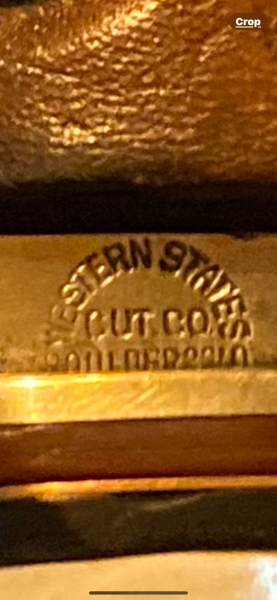 Crop
WESTERN STATES
CUT. CO.
BOULDER COLO